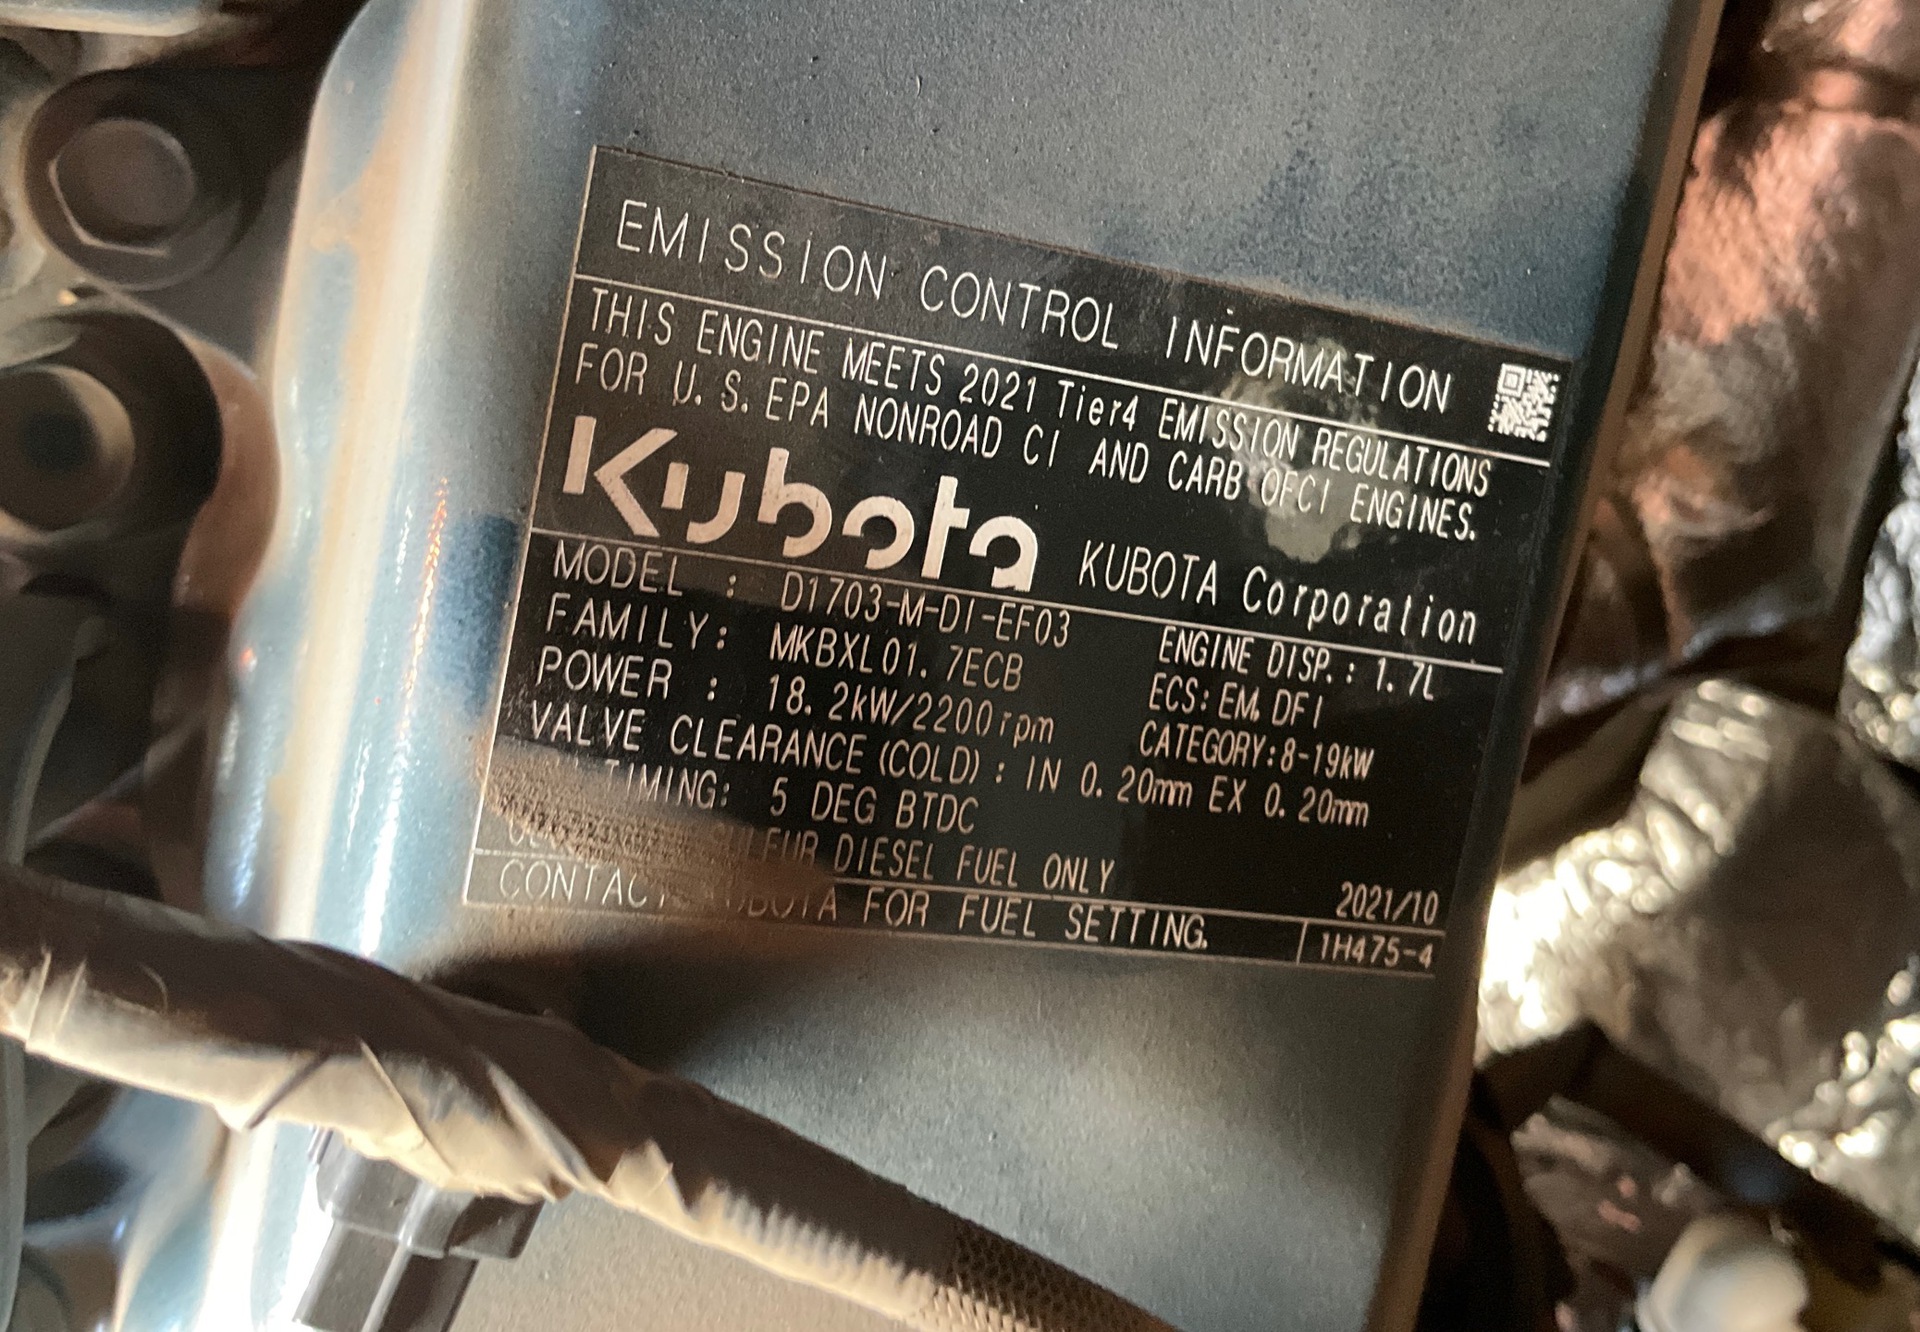 EMISSION CONTROL INFORMATION
THIS ENGINE MEETS 2021 Tier4 EMISSION REGULATIONS
FOR U. S. EPA NONROAD CI AND CARB OFCI ENGINES.
Kubota KUBOTA Corporation
MODEL : D1703-M-DI-EF03 ENGINE DISP.: 1.7L
FAMILY: MKBXL01.7ECB ECS: EM, DFI
POWER : 18.2kW/2200rpm CATEGORY:8-19kW
VALVE CLEARANCE (COLD) : IN 0.20mm EX 0.20mm
TIMING: 5 DEG BTDC
DIESEL FUEL ONLY 2021/10
FOR FUEL SETTING. 1H475-4